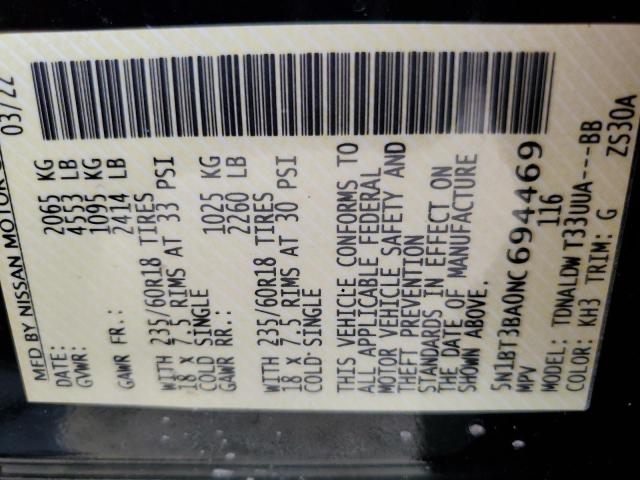 MFD BY NISSAN MOTOR C
DATE: 03/22
GVWR: 2065 KG
4553 LB
GAWR FR.: 1095 KG
2414 LB
WITH 235/60R18 TIRES
18 X 7.5 RIMS AT 33 PSI
COLD SINGLE
GAWR RR.: 1025 KG
2260 LB
WITH 235/60R18 TIRES
18 X 7.5 RIMS AT 30 PSI
COLD SINGLE
THIS VEHICLE CONFORMS TO
ALL APPLICABLE FEDERAL
MOTOR VEHICLE SAFETY AND
THEFT PREVENTION
STANDARDS IN EFFECT ON
THE DATE OF MANUFACTURE
SHOWN ABOVE.
5N1BT3BA0NC694469
MPV 116
MODEL: TDNALDW T33UUA---BB
COLOR: KH3 TRIM: G ZS30A